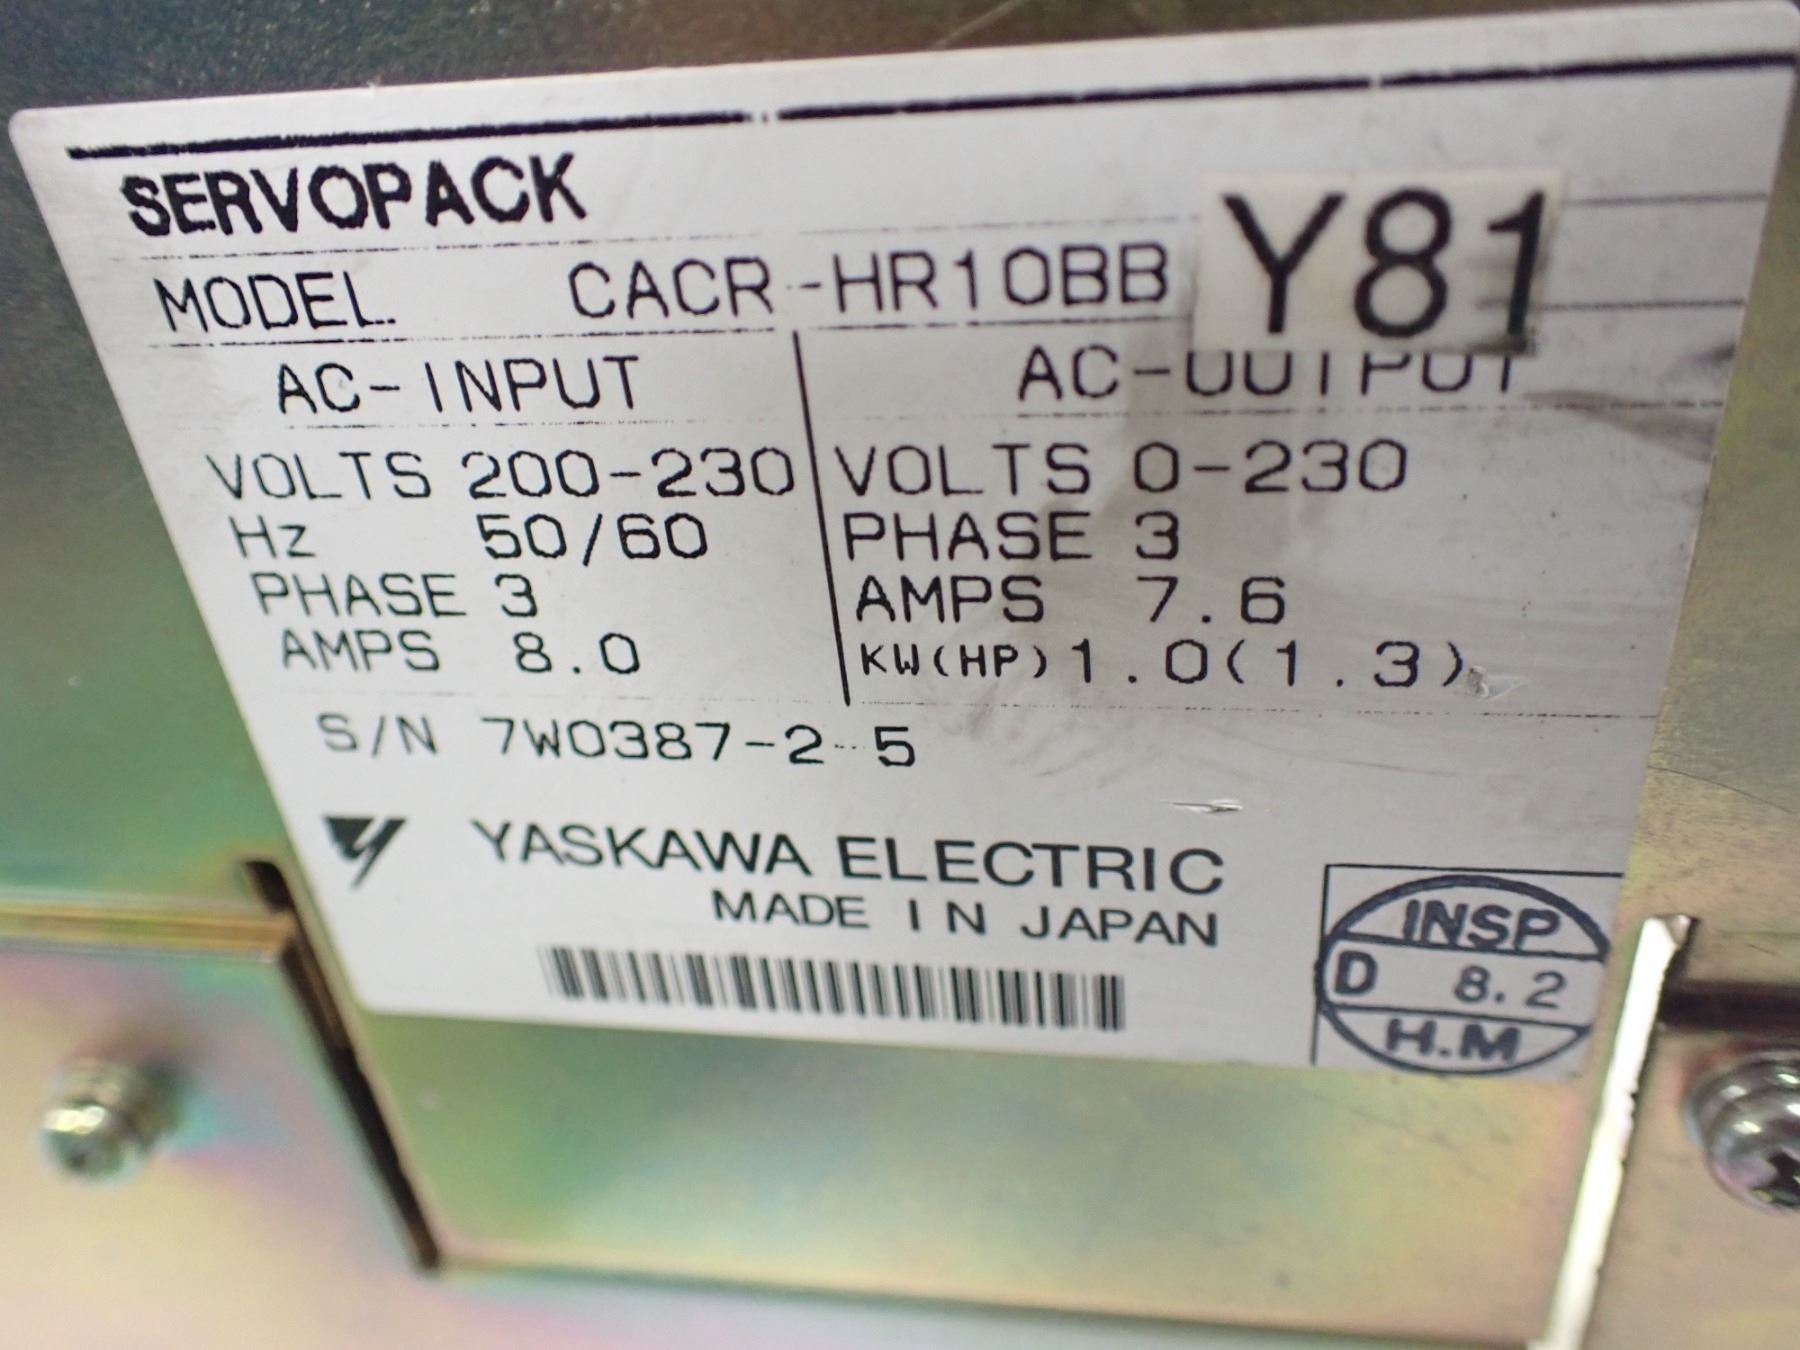 SERVOPACK
MODEL. CACR-HR10BB Y81
AC-INPUT AC-OUTPUT
VOLTS 200-230 VOLTS 0-230
Hz 50/60 PHASE 3
PHASE 3 AMPS 7.6
AMPS 8.0 KW(HP) 1.0(1.3)
S/N 7W0387-2-5
YASKAWA ELECTRIC
MADE IN JAPAN
INSP
D 8.2
H.M